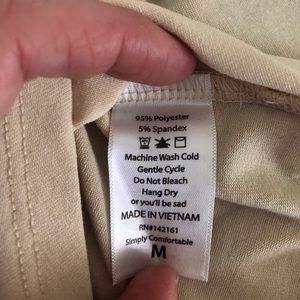 95% Polyester
5% Spandex
Machine Wash Cold
Gentle Cycle
Do Not Bleach
Hang Dry
or you'll be sad
MADE IN VIETNAM
RN#142161
Simply Comfortable
M